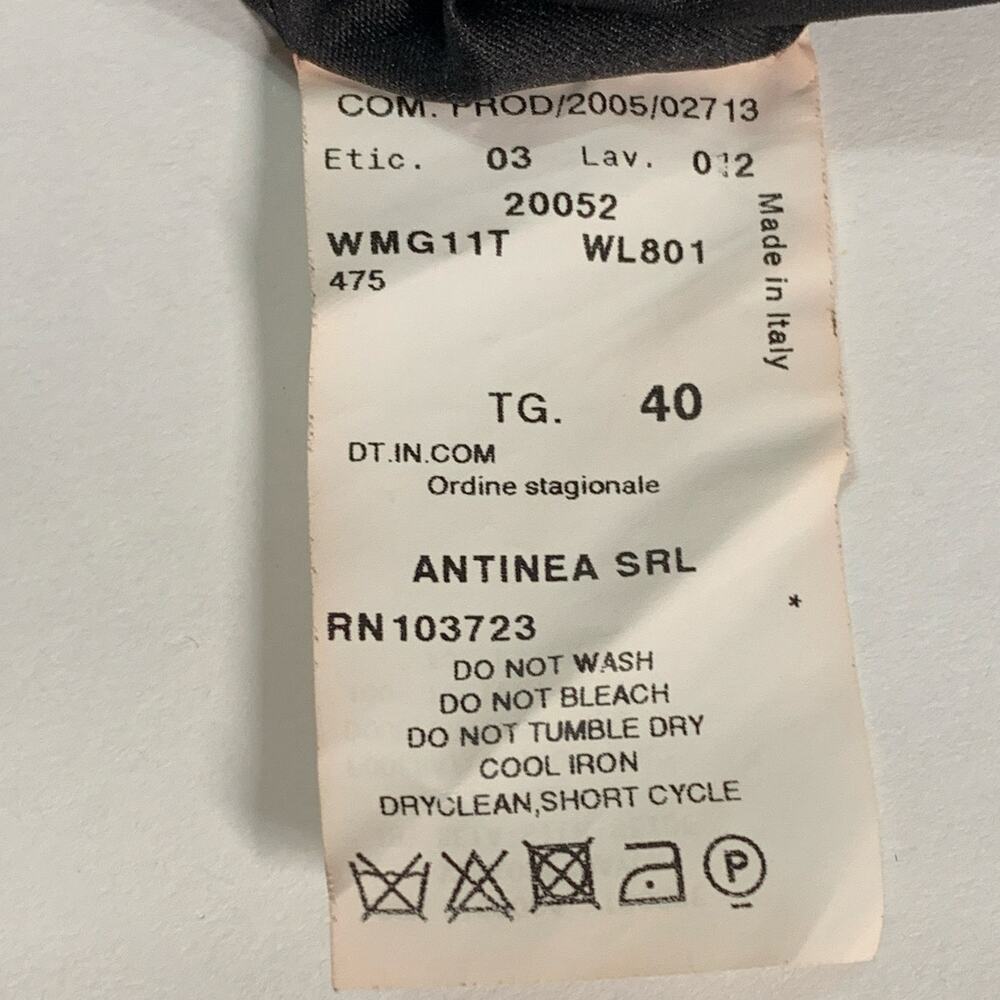 COM. PROD/2005/02713
Etic. 03 Lav. 012
20052
WMG11T WL801
475
Made in Italy
TG. 40
DT.IN.COM
Ordine stagionale
ANTINEA SRL
*
RN103723
DO NOT WASH
DO NOT BLEACH
DO NOT TUMBLE DRY
COOL IRON
DRYCLEAN,SHORT CYCLE
P